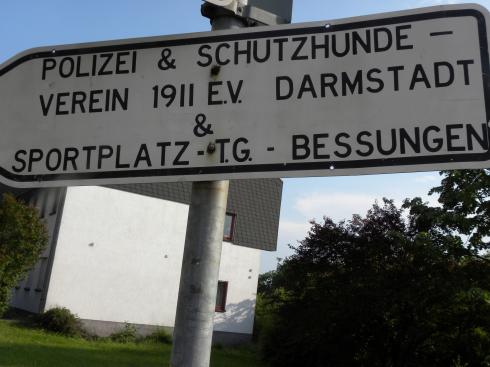 POLIZEI & SCHUTZHUNDE –
VEREIN 1911 E.V. DARMSTADT
&
SPORTPLATZ - T.G. - BESSUNGEN